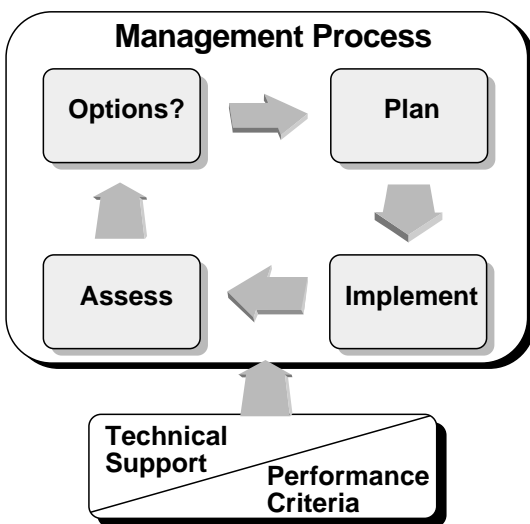 Management Process
Options?
Plan
Assess
Implement
Technical
Support
Performance
Criteria